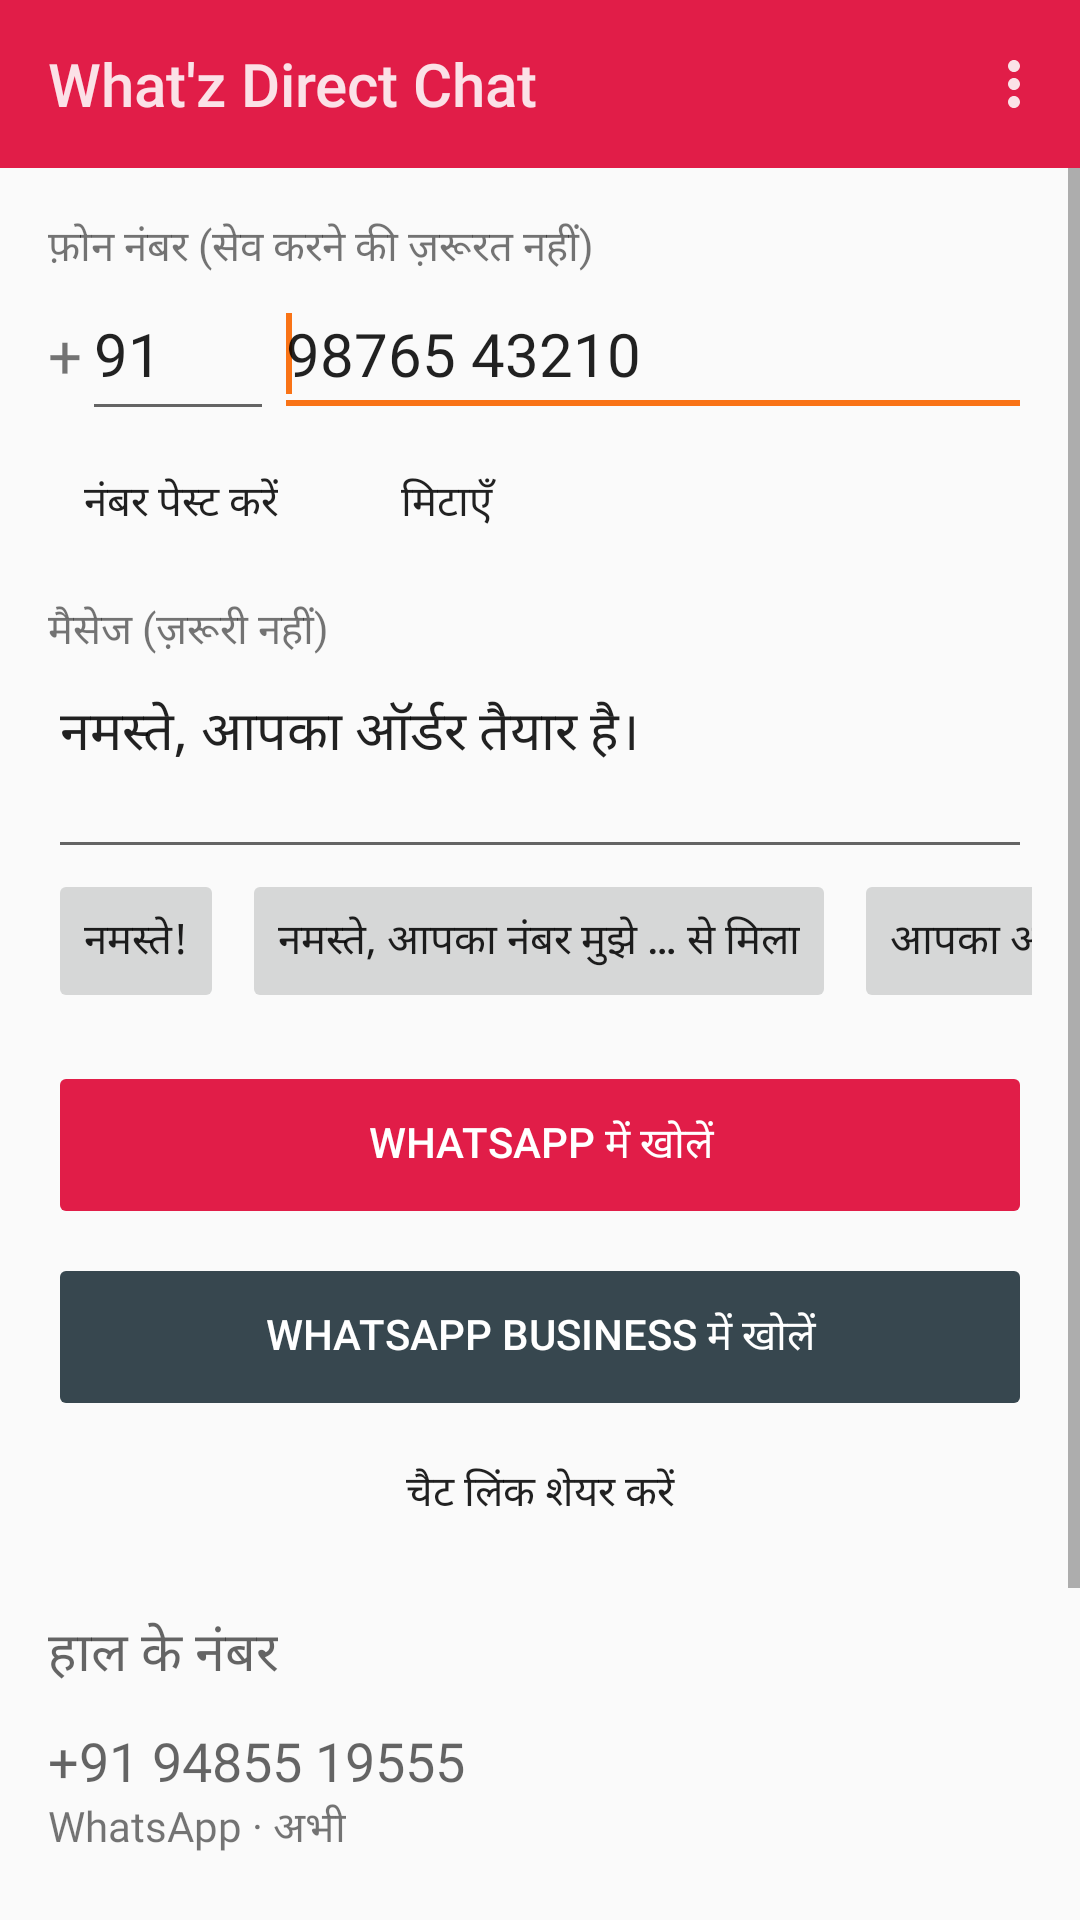 What'z Direct Chat
फ़ोन नंबर (सेव करने की ज़रूरत नहीं)
+ 91 98765 43210
नंबर पेस्ट करें मिटाएँ
मैसेज (ज़रूरी नहीं)
नमस्ते, आपका ऑर्डर तैयार है।
नमस्ते! नमस्ते, आपका नंबर मुझे ... से मिला आपका
WHATSAPP में खोलें
WHATSAPP BUSINESS में खोलें
चैट लिंक शेयर करें
हाल के नंबर
+91 94855 19555
WhatsApp · अभी